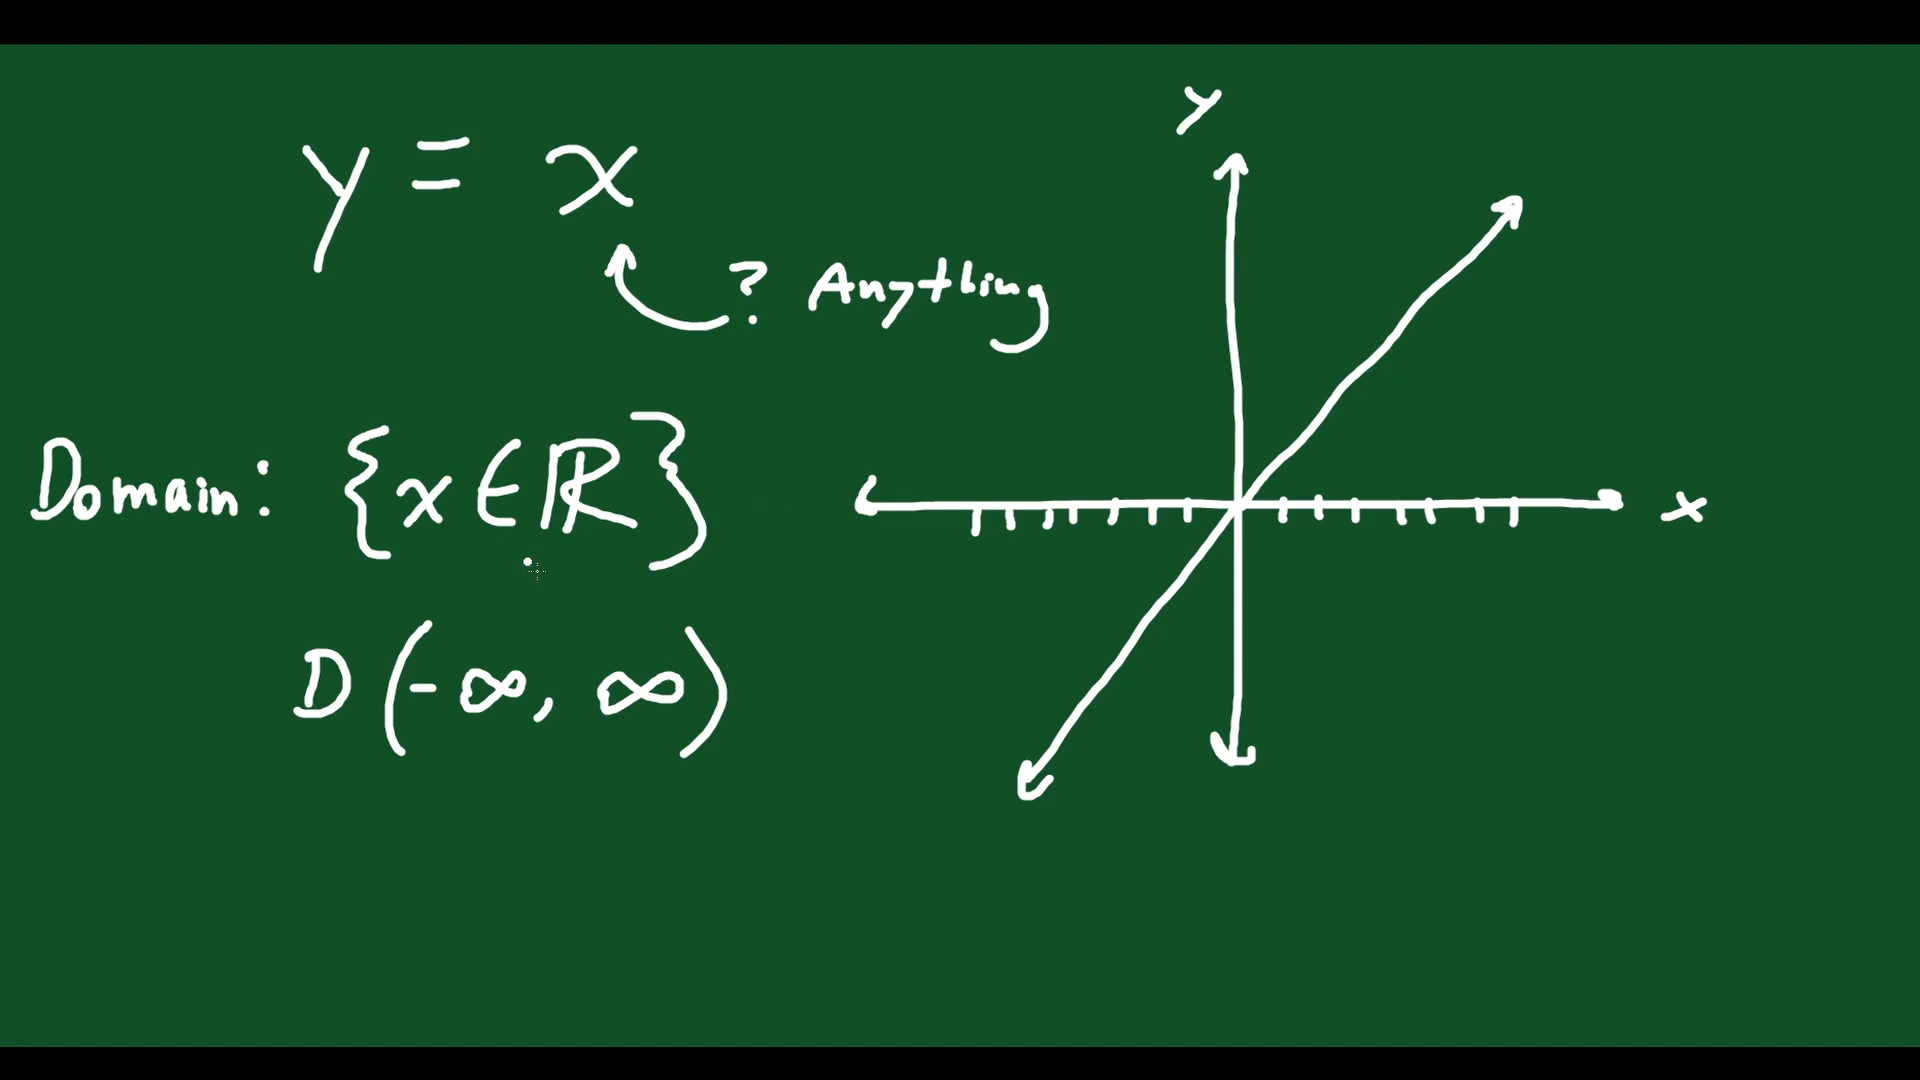 y = x
? Anything
Domain: {x ∈ ℝ}
D (-∞, ∞)
y
x